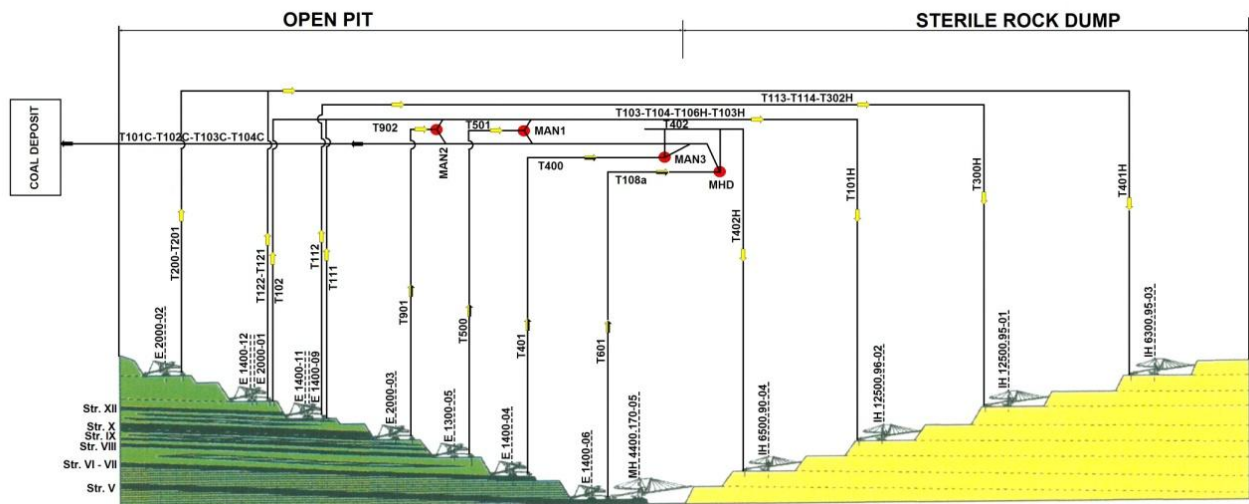 OPEN PIT
STERILE ROCK DUMP
COAL DEPOSIT
T101C-T102C-T103C-T104C
T113-T114-T302H
T103-T104-T106H-T103H
T902
T501
MAN1
T402
MAN2
T400
MAN3
T108a
MHD
T200-T201
T122-T121
T102
T112
T111
T901
T500
T401
T601
T402H
T101H
T300H
T401H
E 2000-02
E 1400-12
E 2000-01
E 1400-11
E 1400-09
E 2000-03
E 1300-05
E 1400-04
E 1400-06
MH 4400.170-05
IH 6500.90-04
IH 12500.96-02
IH 12500.95-01
IH 6300.95-03
Str. XII
Str. X
Str. IX
Str. VIII
Str. VI - VII
Str. V